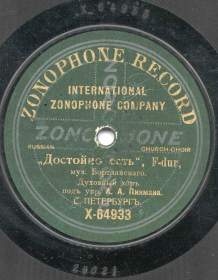 ZONOPHONE RECORD
INTERNATIONAL
ZONOPHONE COMPANY
ZONOPHONE
RUSSIAN CHURCH-CHOIR
„Достойно есть“, F-dur,
муз.
Духовный хоръ
подъ упр. А. А.
С. ПЕТЕРБУРГЪ.
X-64933